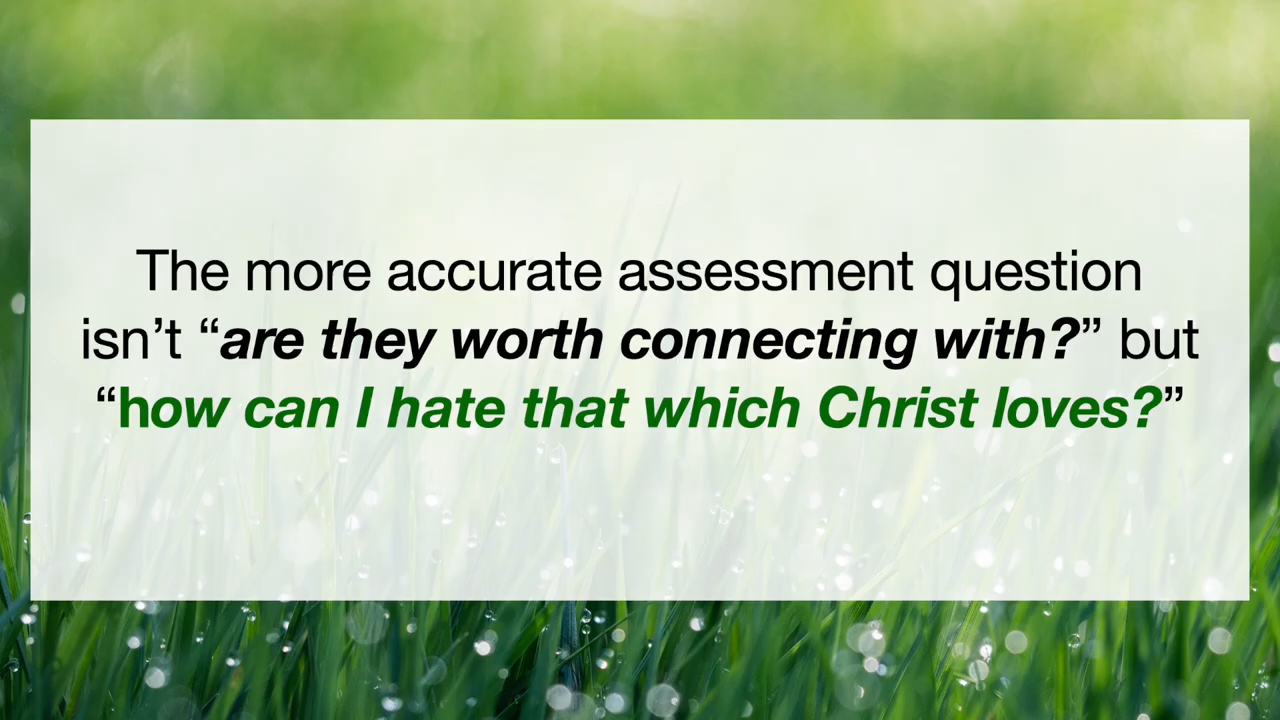 The more accurate assessment question
isn’t “are they worth connecting with?” but
“how can I hate that which Christ loves?”